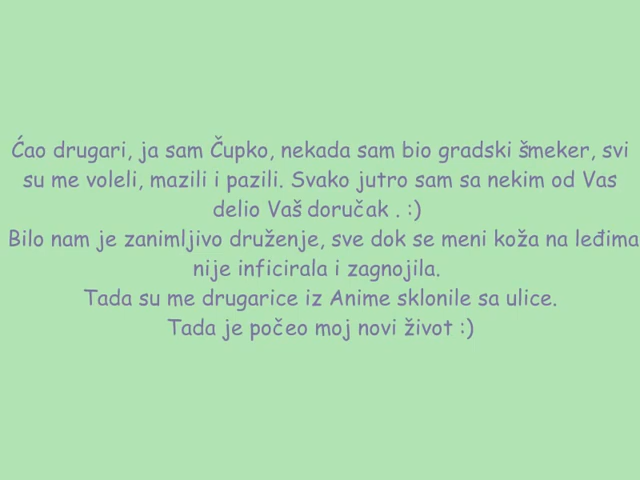 Ćao drugari, ja sam Čupko, nekada sam bio gradski šmeker, svi
su me voleli, mazili i pazili. Svako jutro sam sa nekim od Vas
delio Vaš doručak . :)
Bilo nam je zanimljivo druženje, sve dok se meni koža na leđima
nije inficirala i zagnojila.
Tada su me drugarice iz Anime sklonile sa ulice.
Tada je počeo moj novi život :)